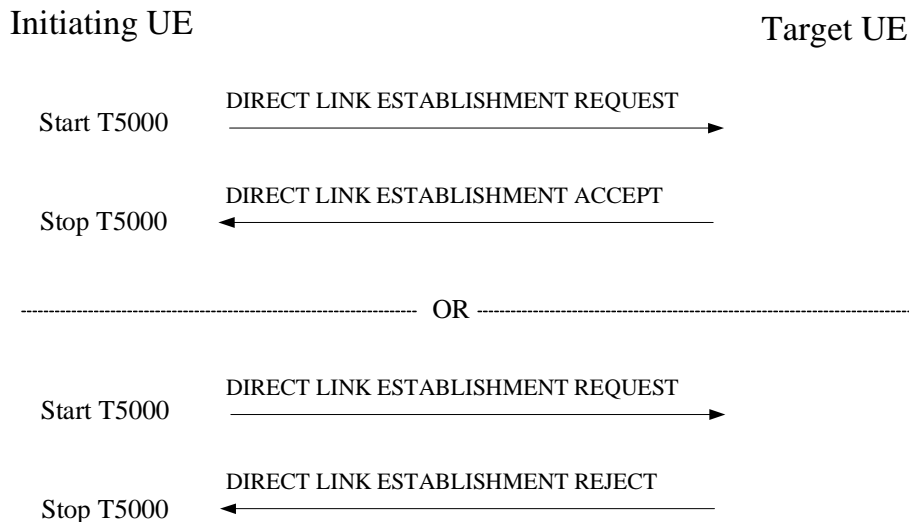 Initiating UE
Target UE
DIRECT LINK ESTABLISHMENT REQUEST
Start T5000
DIRECT LINK ESTABLISHMENT ACCEPT
Stop T5000
OR
DIRECT LINK ESTABLISHMENT REQUEST
Start T5000
DIRECT LINK ESTABLISHMENT REJECT
Stop T5000